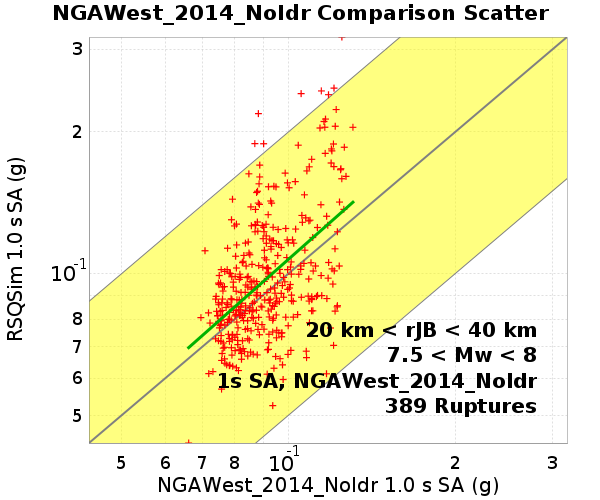 NGAWest_2014_NoIdr Comparison Scatter
3
2
10-1
8
7
6
5
RSQSim 1.0 s SA (g)
20 km < rJB < 40 km
7.5 < Mw < 8
1s SA, NGAWest_2014_NoIdr
389 Ruptures
5 6 7 8 10-1 2 3
NGAWest_2014_NoIdr 1.0 s SA (g)